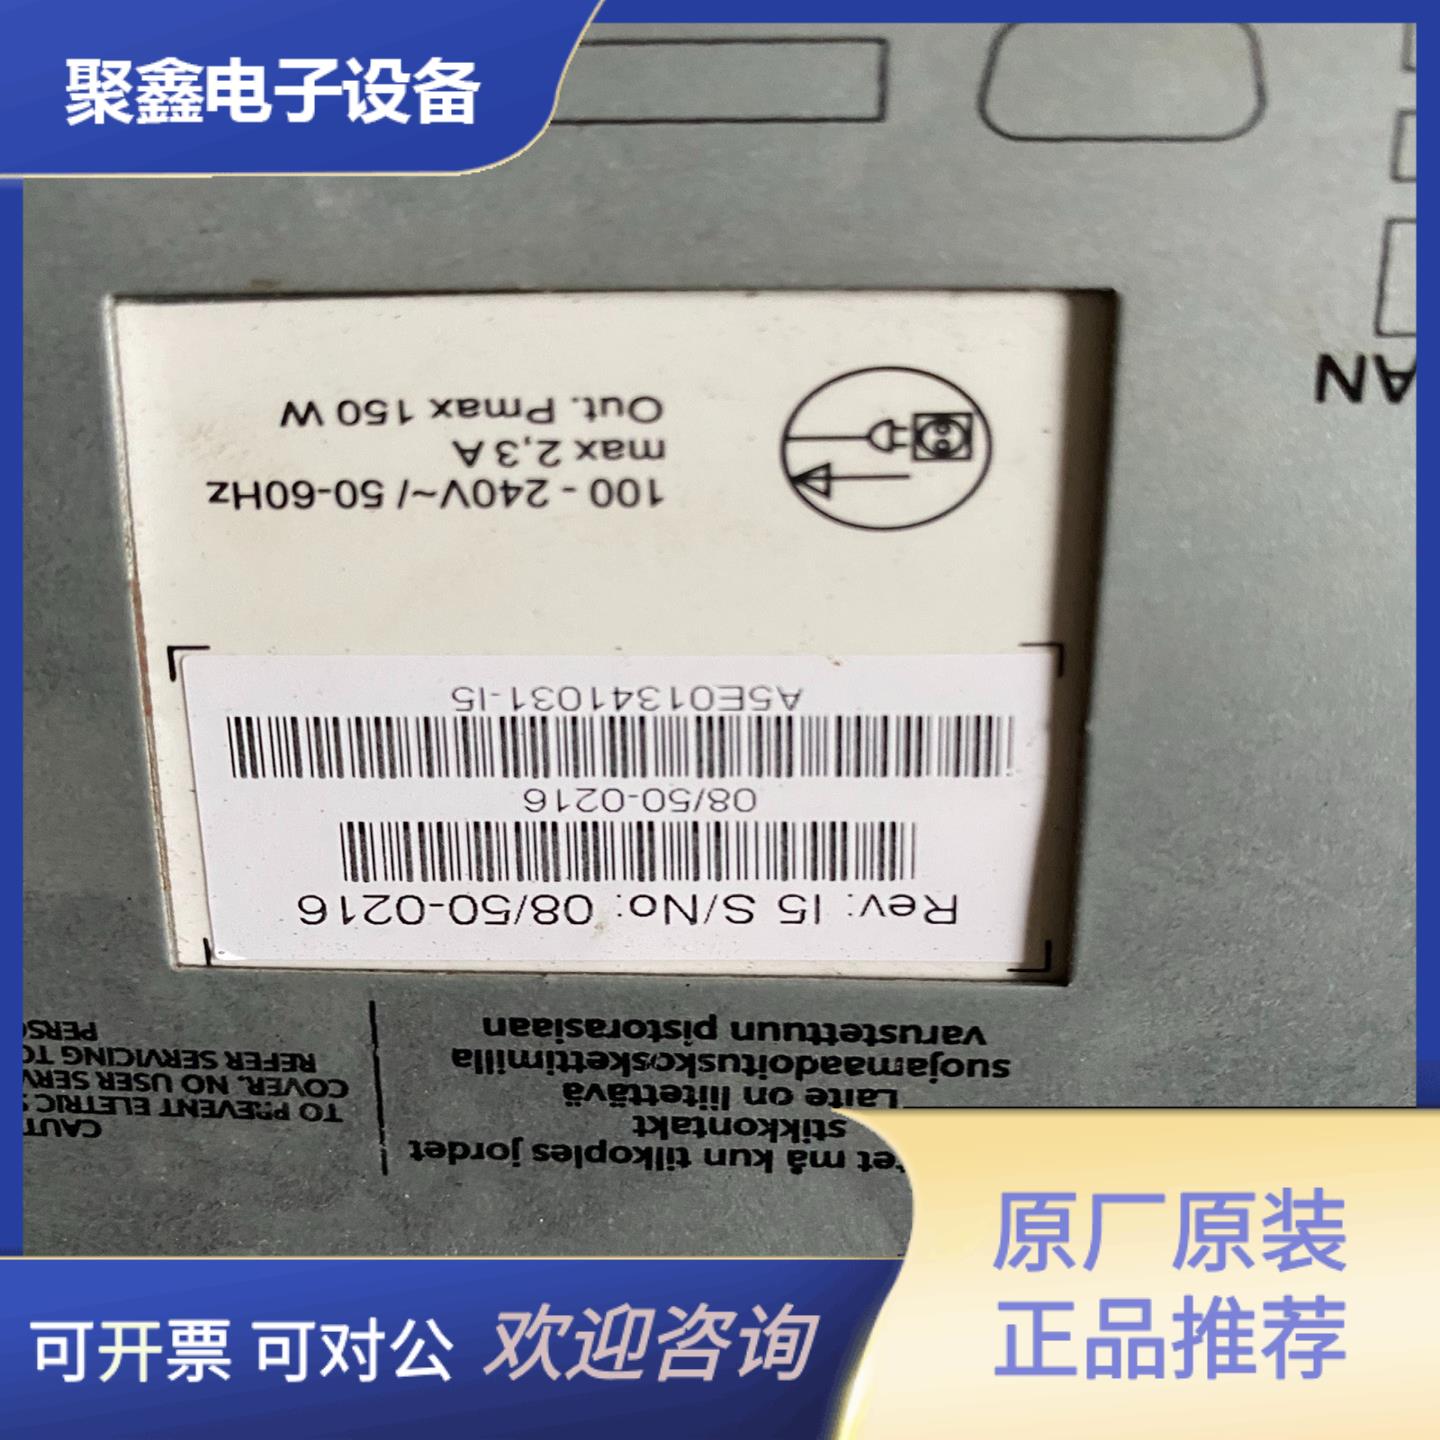 聚鑫电子设备
AN
CAUT
TO PREVENT ELETRIC S
COVER. NO USER SERV
REFER SERVICING TO
PERSO
et må kun tilkoples jordet
stikkontakt
Laite on liitettävä
suojamaadoituskoskettimilla
varustettuun pistorasiaan
Rev: I5 S/No: 08/50-0216
08/50-0216
A5E01341031-I5
100 - 240V~/ 50-60Hz
max 2,3 A
Out. Pmax 150 W
可开票 可对公 欢迎咨询
原厂原装
正品推荐